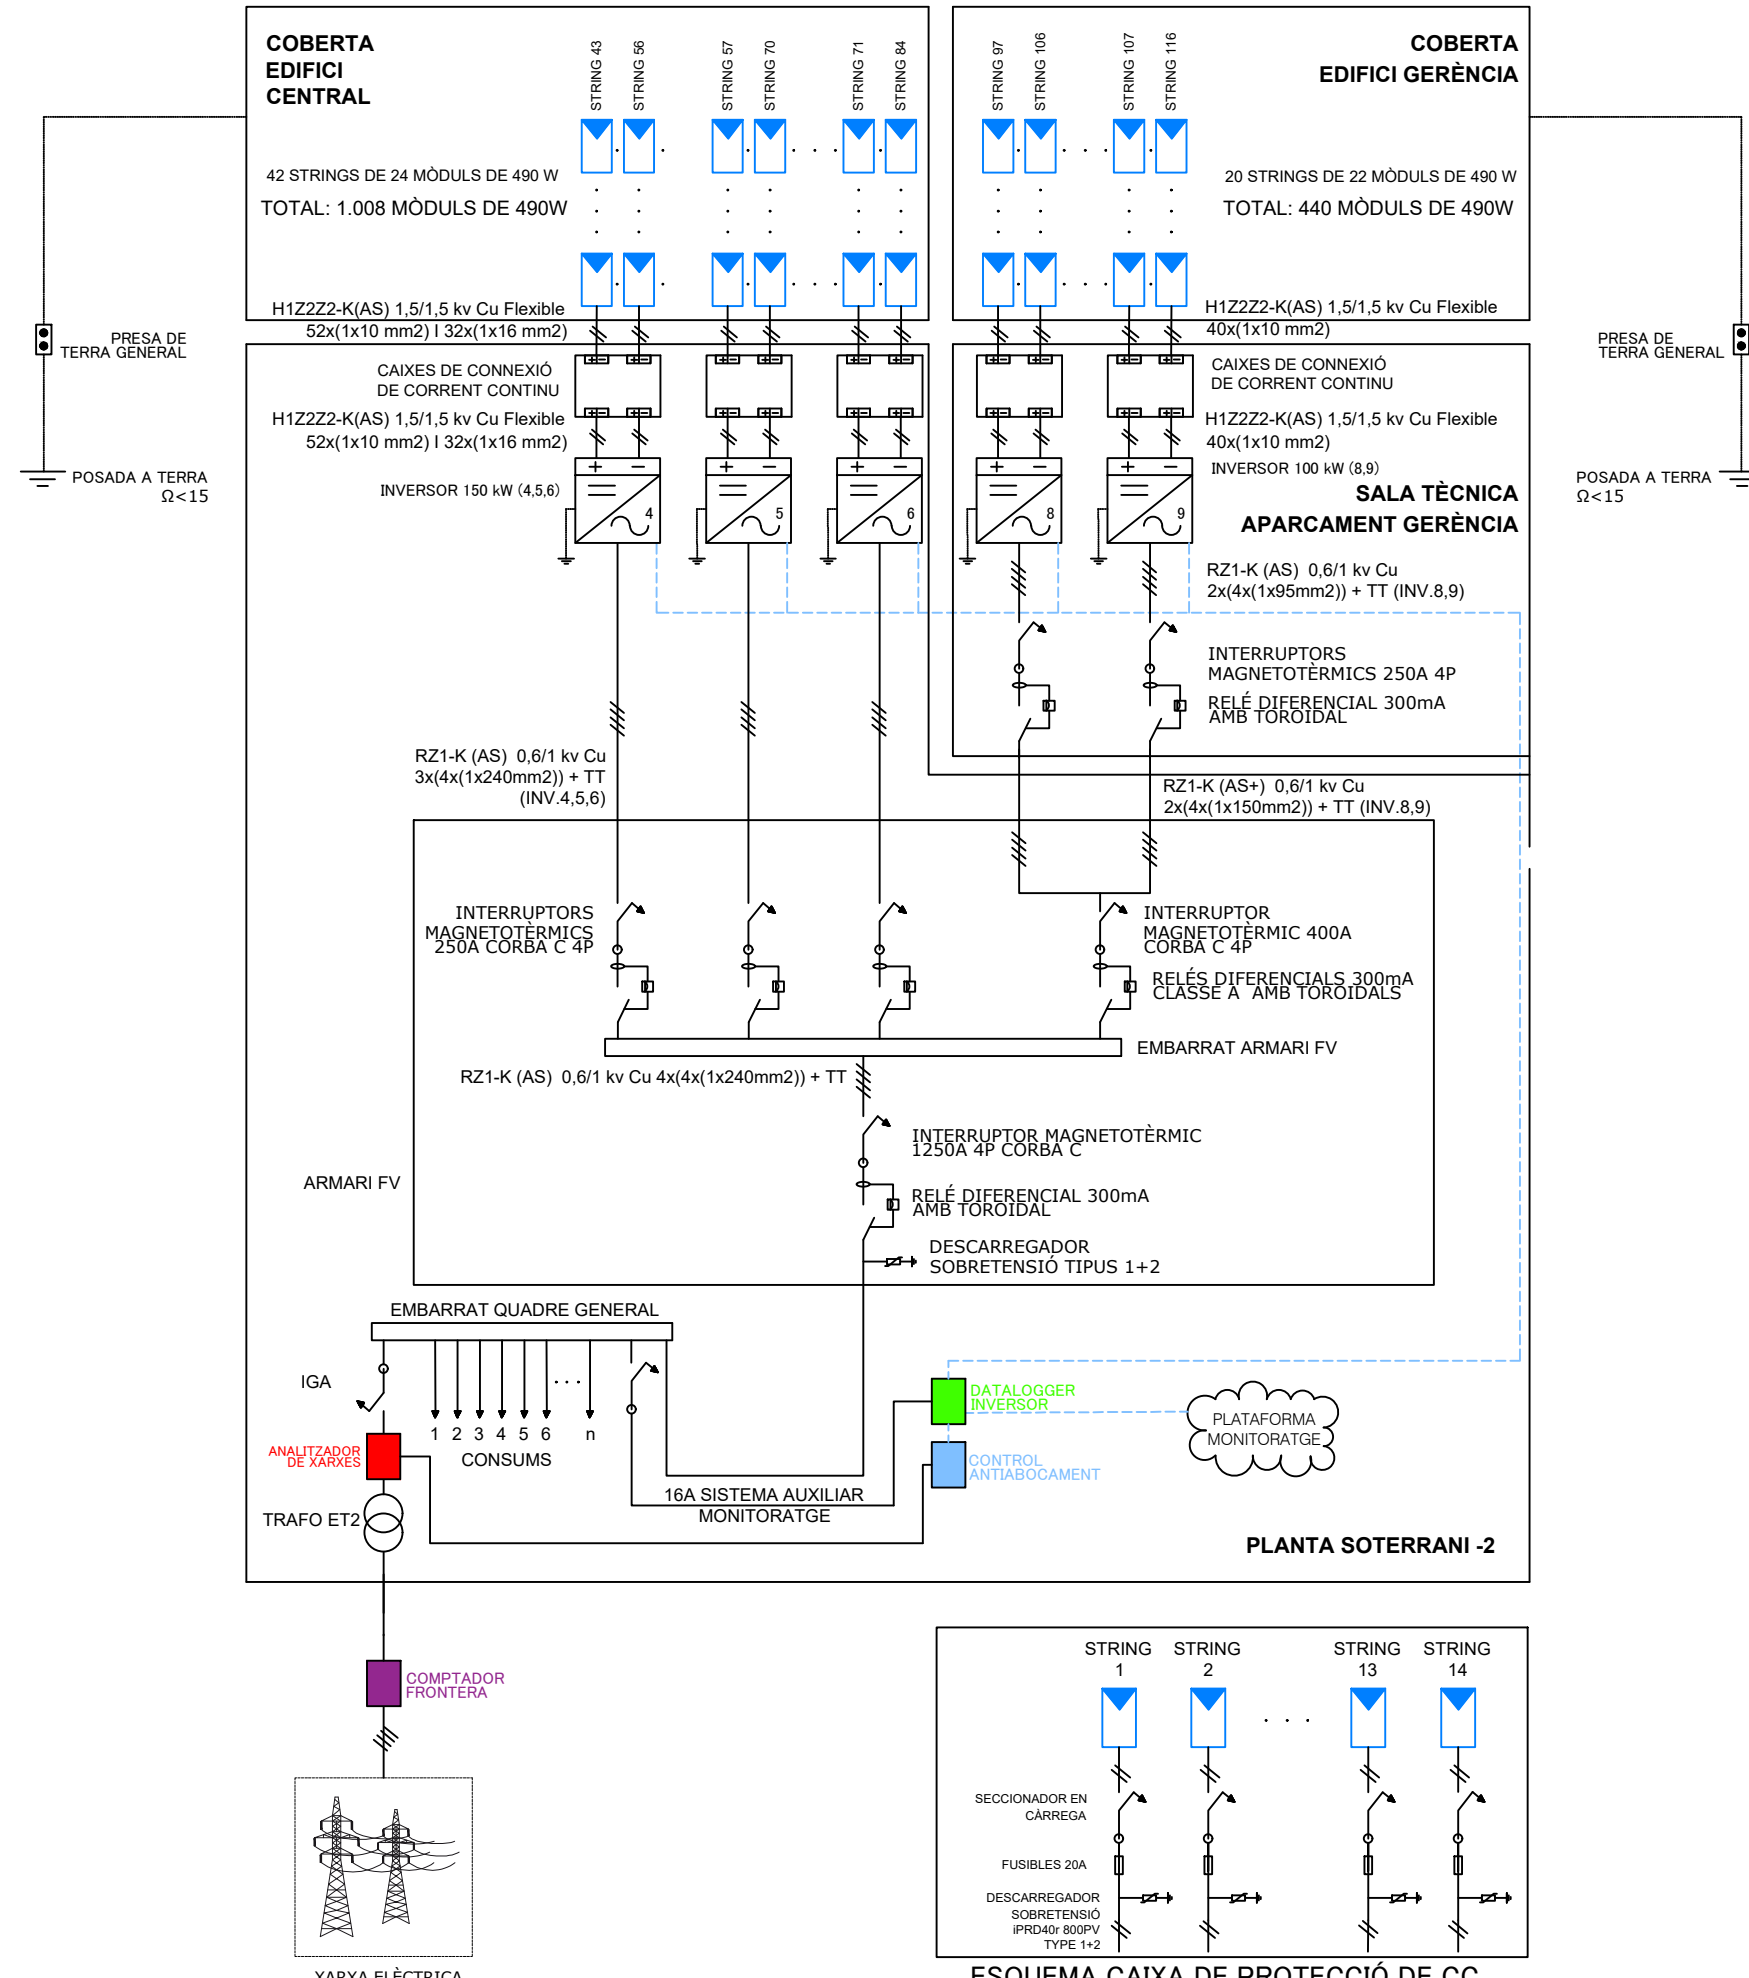 COBERTA
EDIFICI
CENTRAL
STRING 43
STRING 56
STRING 57
STRING 70
STRING 71
STRING 84
STRING 97
STRING 106
STRING 107
STRING 116
COBERTA
EDIFICI GERÈNCIA
42 STRINGS DE 24 MÒDULS DE 490 W
TOTAL: 1.008 MÒDULS DE 490W
20 STRINGS DE 22 MÒDULS DE 490 W
TOTAL: 440 MÒDULS DE 490W
H1Z2Z2-K(AS) 1,5/1,5 kv Cu Flexible
52x(1x10 mm2) I 32x(1x16 mm2)
H1Z2Z2-K(AS) 1,5/1,5 kv Cu Flexible
40x(1x10 mm2)
PRESA DE
TERRA GENERAL
PRESA DE
TERRA GENERAL
CAIXES DE CONNEXIÓ
DE CORRENT CONTINU
CAIXES DE CONNEXIÓ
DE CORRENT CONTINU
H1Z2Z2-K(AS) 1,5/1,5 kv Cu Flexible
52x(1x10 mm2) I 32x(1x16 mm2)
H1Z2Z2-K(AS) 1,5/1,5 kv Cu Flexible
40x(1x10 mm2)
POSADA A TERRA
Ω<15
POSADA A TERRA
Ω<15
INVERSOR 150 kW (4,5,6)
INVERSOR 100 kW (8,9)
4
5
6
8
9
SALA TÈCNICA
APARCAMENT GERÈNCIA
RZ1-K (AS) 0,6/1 kv Cu
2x(4x(1x95mm2)) + TT (INV.8,9)
INTERRUPTORS
MAGNETOTÈRMICS 250A 4P
RELÉ DIFERENCIAL 300mA
AMB TOROIDAL
RZ1-K (AS) 0,6/1 kv Cu
3x(4x(1x240mm2)) + TT
(INV.4,5,6)
RZ1-K (AS+) 0,6/1 kv Cu
2x(4x(1x150mm2)) + TT (INV.8,9)
INTERRUPTORS
MAGNETOTÈRMICS
250A CORBA C 4P
INTERRUPTOR
MAGNETOTÈRMIC 400A
CORBA C 4P
RELÉS DIFERENCIALS 300mA
CLASSE A AMB TOROIDALS
EMBARRAT ARMARI FV
RZ1-K (AS) 0,6/1 kv Cu 4x(4x(1x240mm2)) + TT
INTERRUPTOR MAGNETOTÈRMIC
1250A 4P CORBA C
ARMARI FV
RELÉ DIFERENCIAL 300mA
AMB TOROIDAL
DESCARREGADOR
SOBRETENSIÓ TIPUS 1+2
EMBARRAT QUADRE GENERAL
IGA
1 2 3 4 5 6 n
CONSUMS
ANALITZADOR
DE XARXES
TRAFO ET2
DATALOGGER
INVERSOR
CONTROL
ANTIABOCAMENT
PLATAFORMA
MONITORATGE
16A SISTEMA AUXILIAR
MONITORATGE
PLANTA SOTERRANI -2
COMPTADOR
FRONTERA
XARXA ELÈCTRICA
STRING
1
STRING
2
STRING
13
STRING
14
SECCIONADOR EN
CÀRREGA
FUSIBLES 20A
DESCARREGADOR
SOBRETENSIÓ
iPRD40r 800PV
TYPE 1+2
ESQUEMA CAIXA DE PROTECCIÓ DE CC